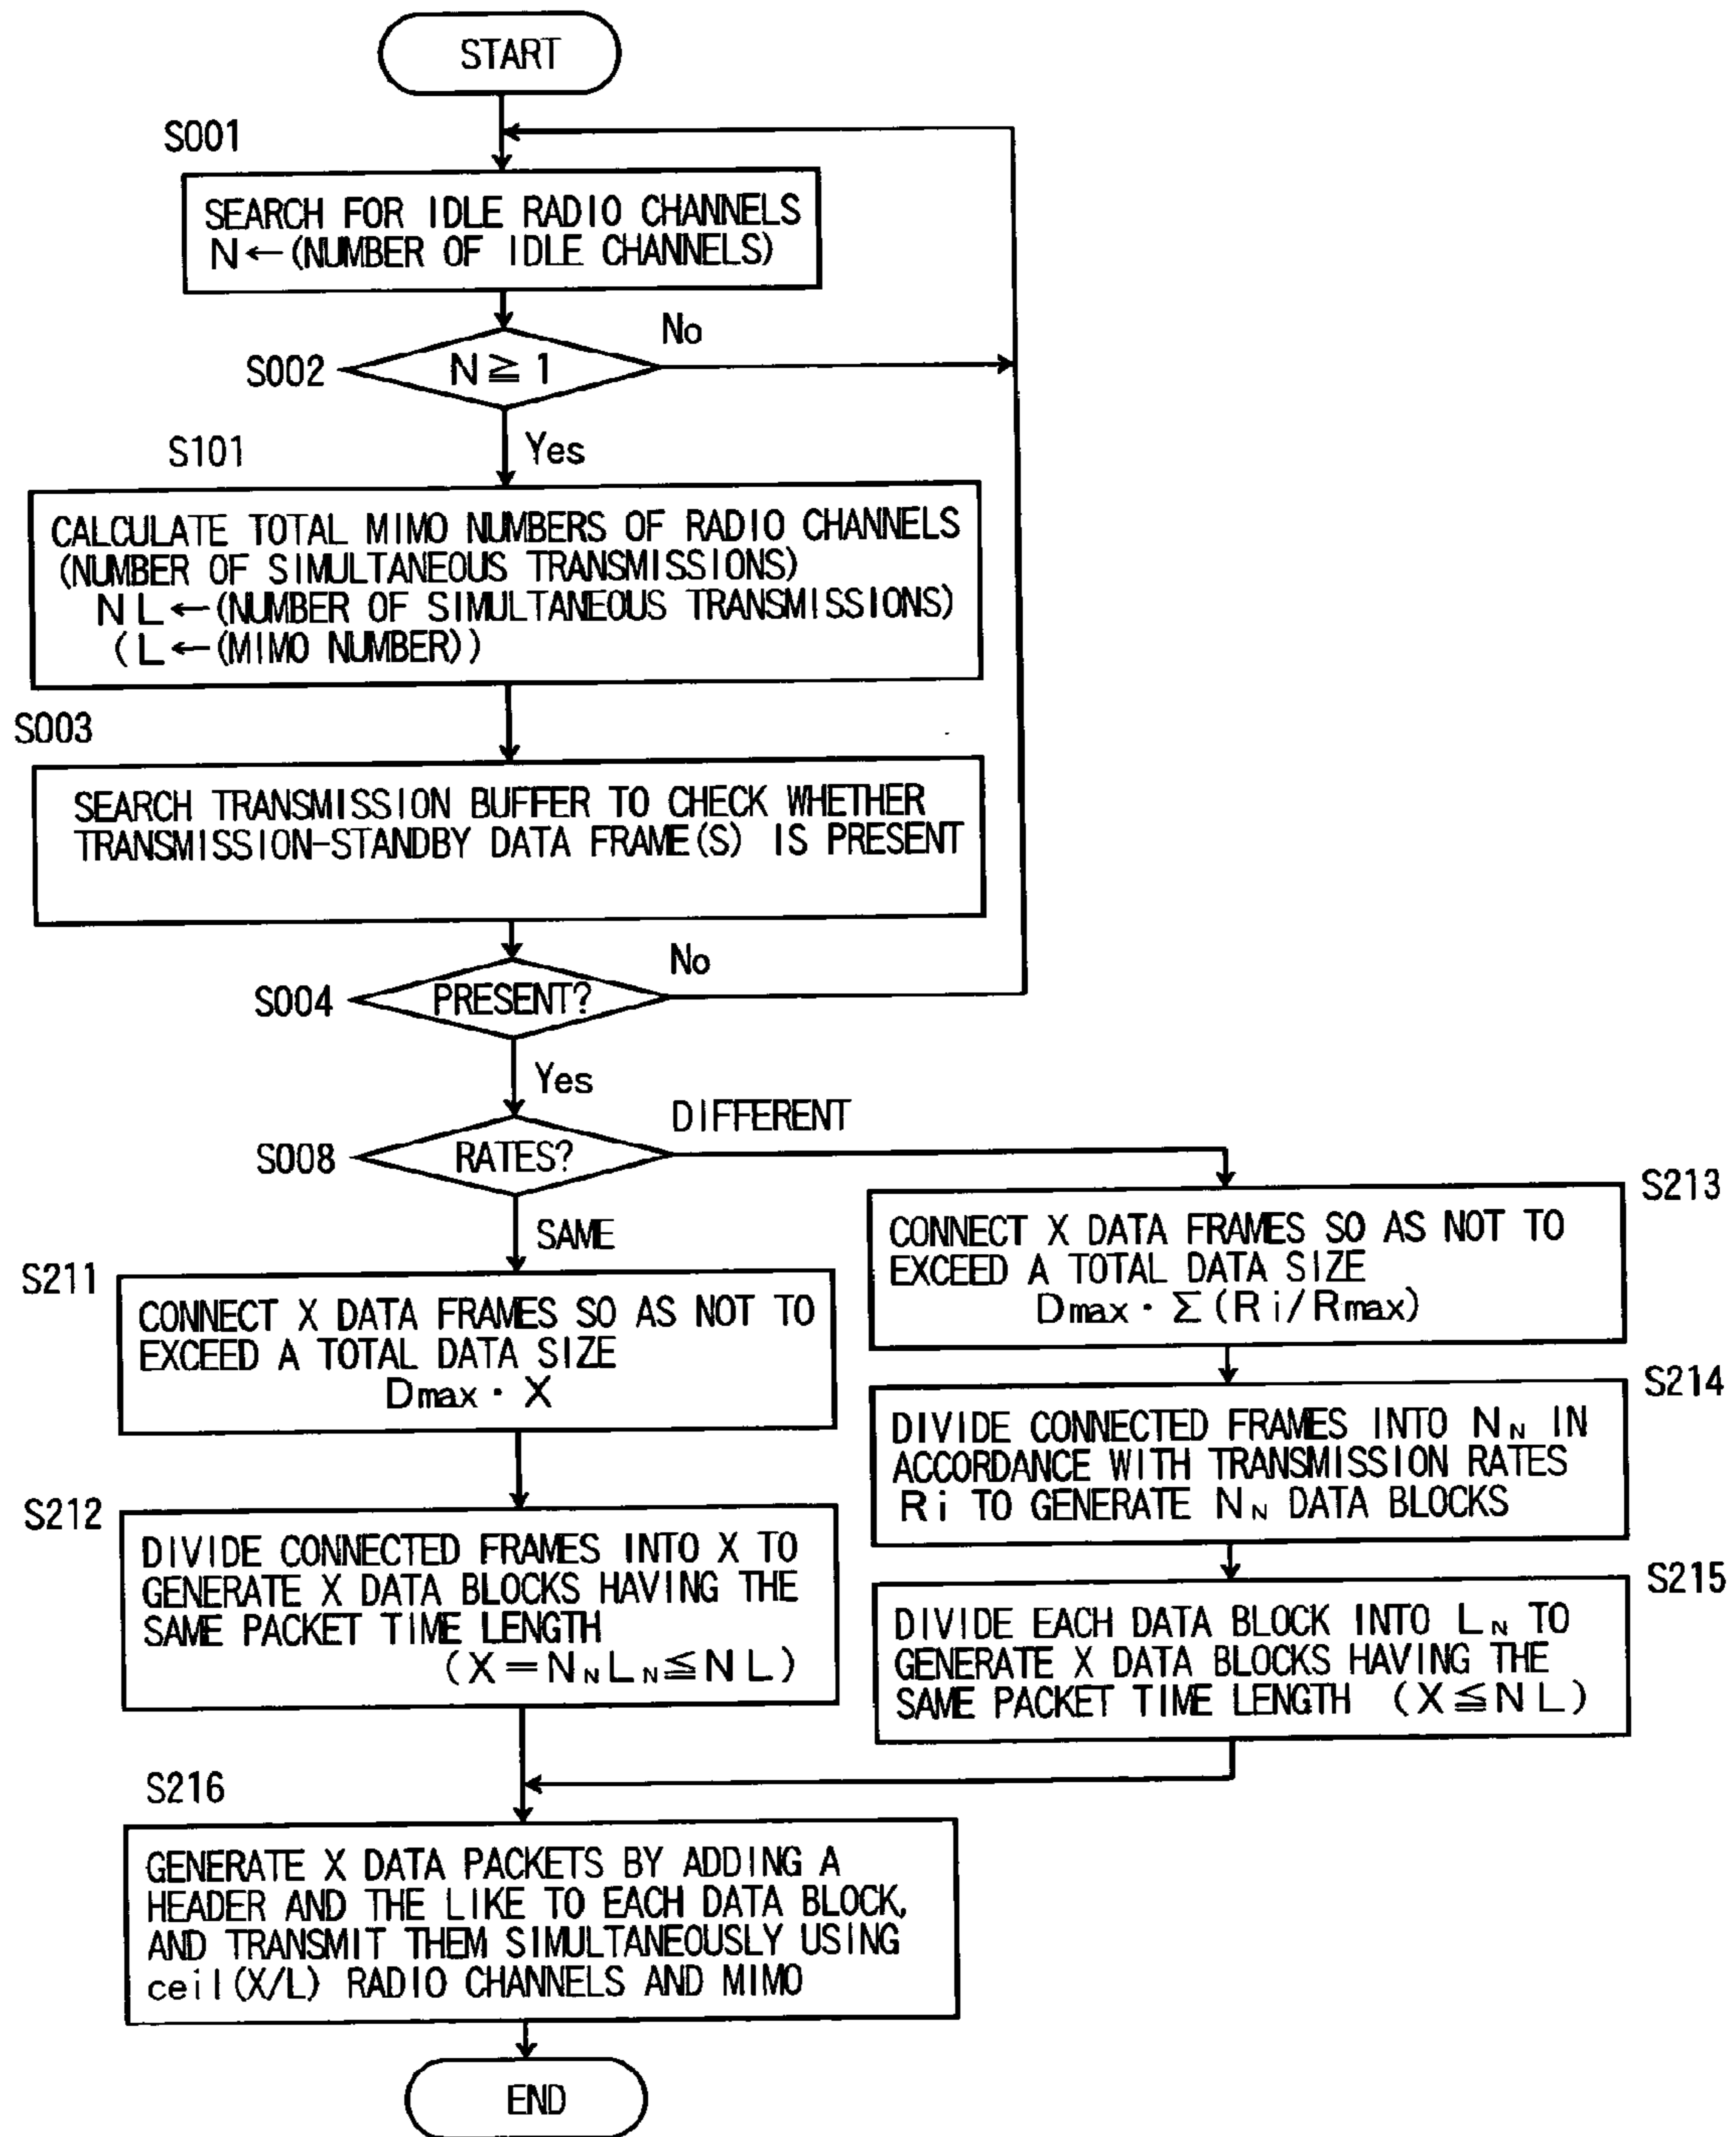 START
S001
SEARCH FOR IDLE RADIO CHANNELS
N←(NUMBER OF IDLE CHANNELS)
No
S002
N≧1
Yes
S101
CALCULATE TOTAL MIMO NUMBERS OF RADIO CHANNELS
(NUMBER OF SIMULTANEOUS TRANSMISSIONS)
NL←(NUMBER OF SIMULTANEOUS TRANSMISSIONS)
(L←(MIMO NUMBER))
S003
SEARCH TRANSMISSION BUFFER TO CHECK WHETHER
TRANSMISSION-STANDBY DATA FRAME(S) IS PRESENT
No
S004
PRESENT?
Yes
DIFFERENT
S008
RATES?
SAME
S211
CONNECT X DATA FRAMES SO AS NOT TO
EXCEED A TOTAL DATA SIZE
Dmax・X
S212
DIVIDE CONNECTED FRAMES INTO X TO
GENERATE X DATA BLOCKS HAVING THE
SAME PACKET TIME LENGTH
(X=NNLN≦NL)
S213
CONNECT X DATA FRAMES SO AS NOT TO
EXCEED A TOTAL DATA SIZE
Dmax・Σ(Ri/Rmax)
S214
DIVIDE CONNECTED FRAMES INTO NN IN
ACCORDANCE WITH TRANSMISSION RATES
Ri TO GENERATE NN DATA BLOCKS
S215
DIVIDE EACH DATA BLOCK INTO LN TO
GENERATE X DATA BLOCKS HAVING THE
SAME PACKET TIME LENGTH (X≦NL)
S216
GENERATE X DATA PACKETS BY ADDING A
HEADER AND THE LIKE TO EACH DATA BLOCK,
AND TRANSMIT THEM SIMULTANEOUSLY USING
ceil(X/L) RADIO CHANNELS AND MIMO
END